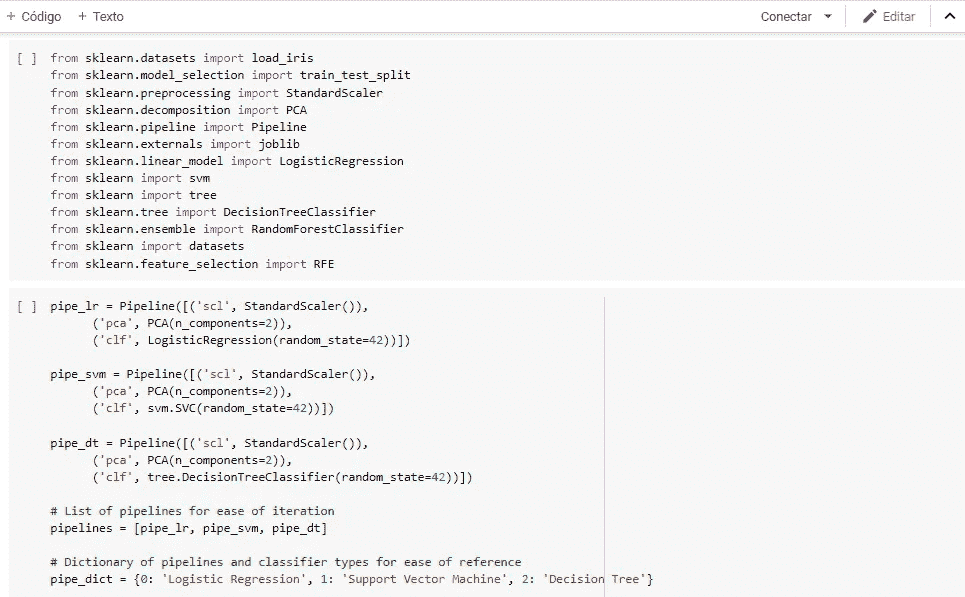 + Código + Texto Conectar Editar
[ ] from sklearn.datasets import load_iris
from sklearn.model_selection import train_test_split
from sklearn.preprocessing import StandardScaler
from sklearn.decomposition import PCA
from sklearn.pipeline import Pipeline
from sklearn.externals import joblib
from sklearn.linear_model import LogisticRegression
from sklearn import svm
from sklearn import tree
from sklearn.tree import DecisionTreeClassifier
from sklearn.ensemble import RandomForestClassifier
from sklearn import datasets
from sklearn.feature_selection import RFE
[ ] pipe_lr = Pipeline([('scl', StandardScaler()),
('pca', PCA(n_components=2)),
('clf', LogisticRegression(random_state=42))])
pipe_svm = Pipeline([('scl', StandardScaler()),
('pca', PCA(n_components=2)),
('clf', svm.SVC(random_state=42))])
pipe_dt = Pipeline([('scl', StandardScaler()),
('pca', PCA(n_components=2)),
('clf', tree.DecisionTreeClassifier(random_state=42))])
# List of pipelines for ease of iteration
pipelines = [pipe_lr, pipe_svm, pipe_dt]
# Dictionary of pipelines and classifier types for ease of reference
pipe_dict = {0: 'Logistic Regression', 1: 'Support Vector Machine', 2: 'Decision Tree'}